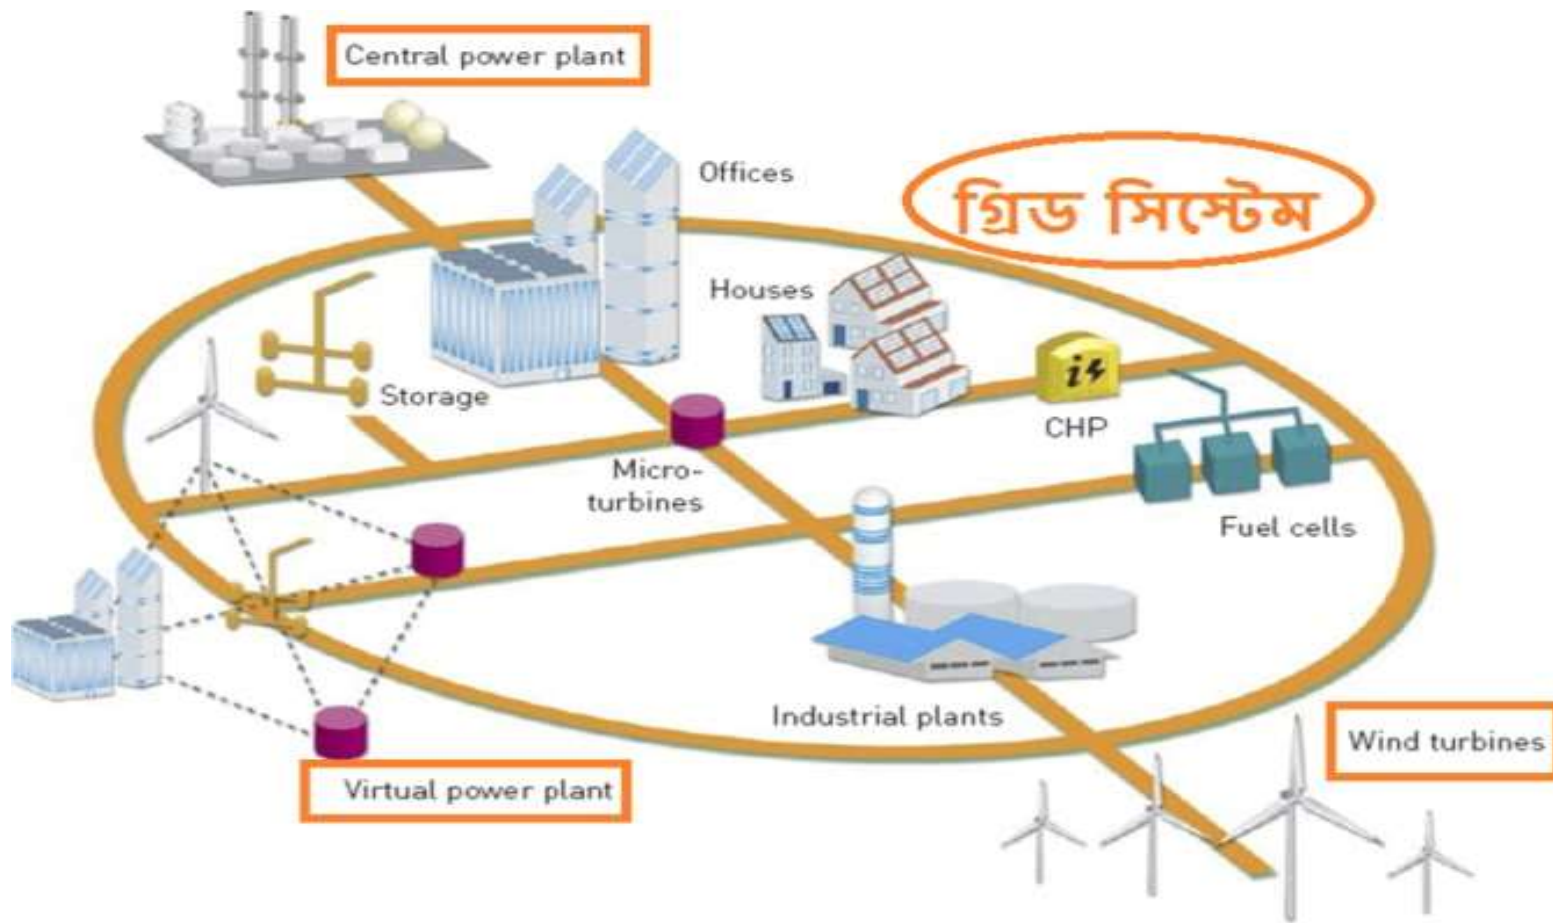 Central power plant
Offices
গ্রিড সিস্টেম
Houses
Storage
CHP
Micro-
turbines
Fuel cells
Industrial plants
Wind turbines
Virtual power plant